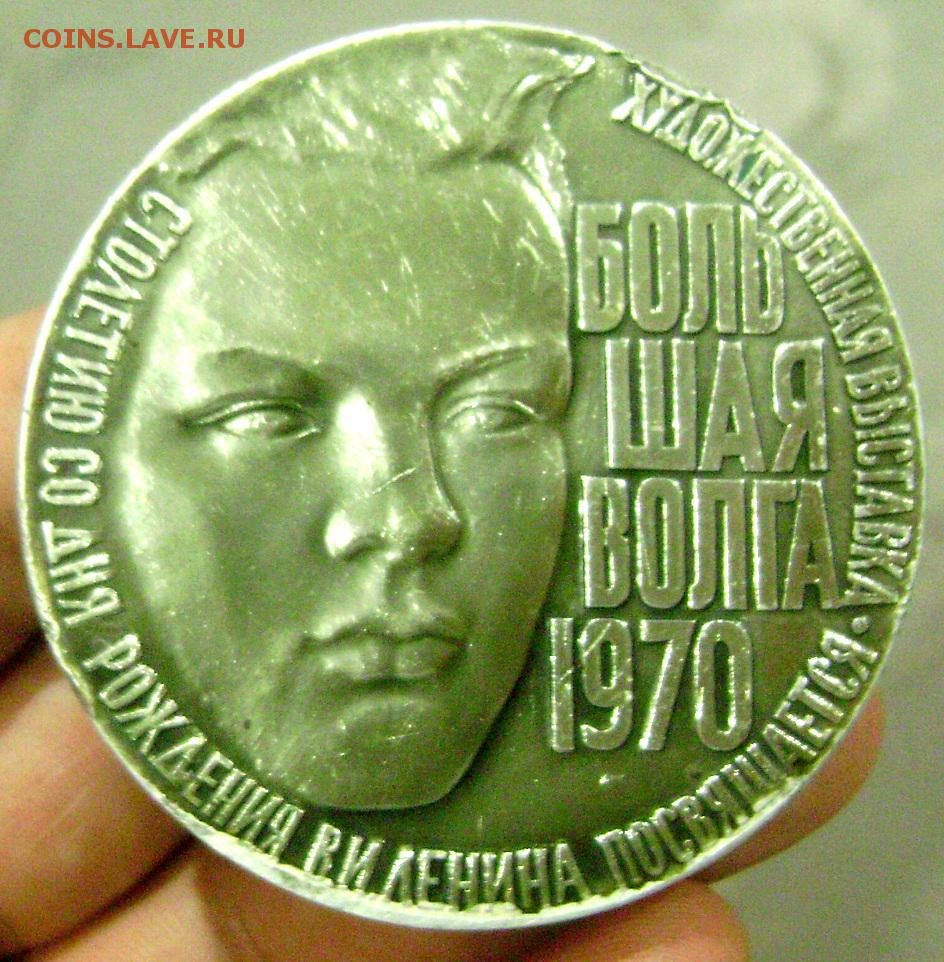 COINS.LAVE.RU
ХУДОЖЕСТВЕННАЯ ВЫСТАВКА •
БОЛЬ
ШАЯ
ВОЛГА
1970
СТОЛЕТИЮ СО ДНЯ РОЖДЕНИЯ В.И ЛЕНИНА ПОСВЯЩАЕТСЯ